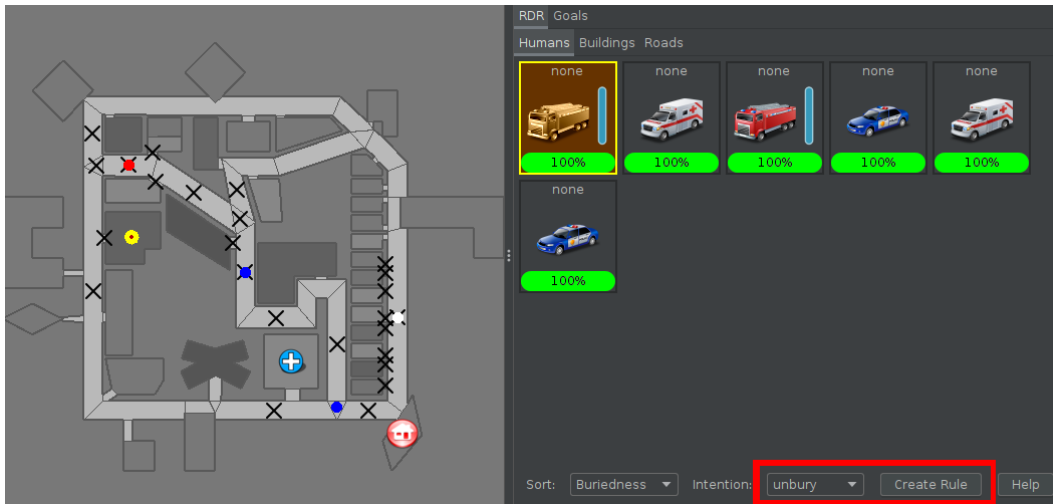 RDR Goals
Humans Buildings Roads
none none none none none
100% 100% 100% 100% 100%
none
100%
Sort: Buriedness Intention: unbury Create Rule Help